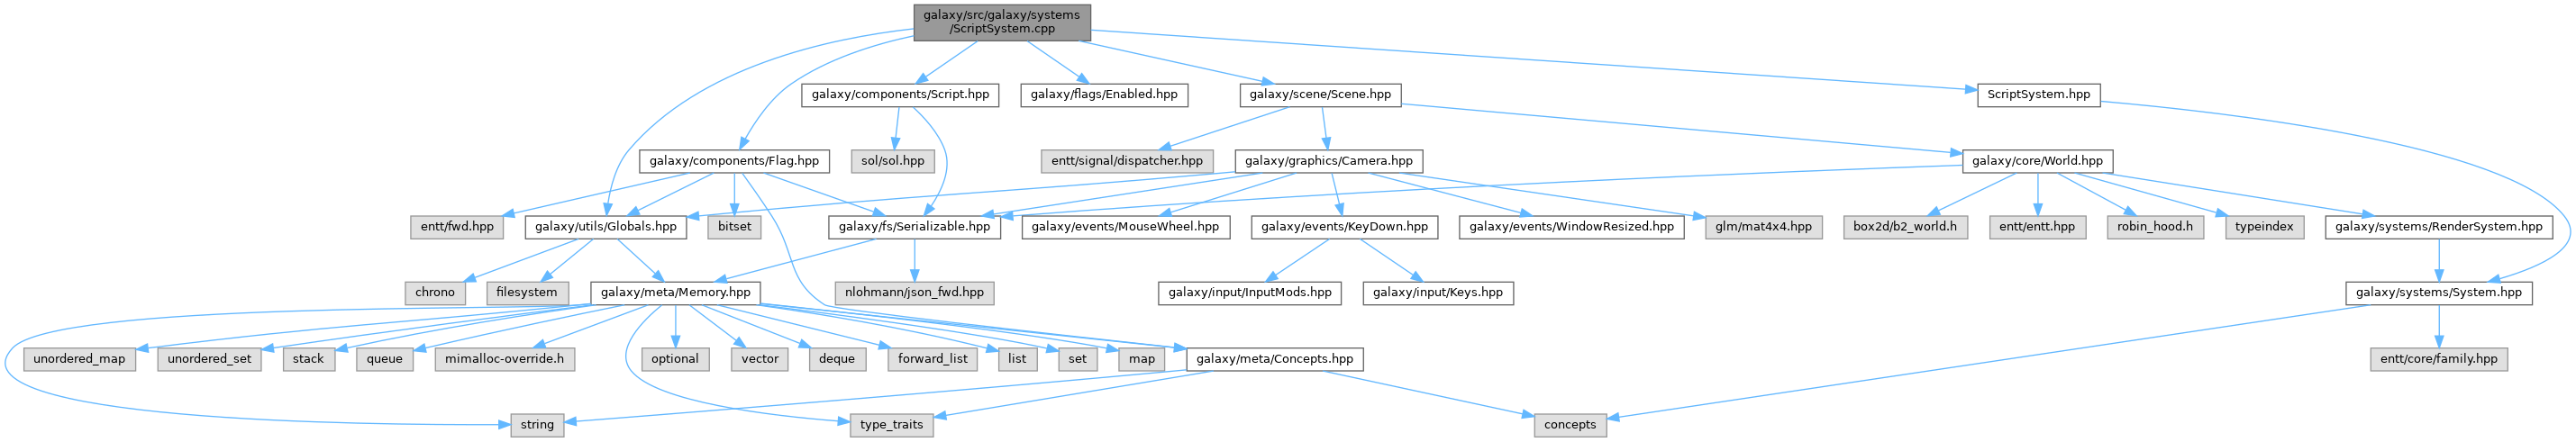 galaxy/src/galaxy/systems
/ScriptSystem.cpp
galaxy/components/Script.hpp
galaxy/flags/Enabled.hpp
galaxy/scene/Scene.hpp
ScriptSystem.hpp
galaxy/components/Flag.hpp
sol/sol.hpp
entt/signal/dispatcher.hpp
galaxy/graphics/Camera.hpp
galaxy/core/World.hpp
entt/fwd.hpp
galaxy/utils/Globals.hpp
bitset
galaxy/fs/Serializable.hpp
galaxy/events/MouseWheel.hpp
galaxy/events/KeyDown.hpp
galaxy/events/WindowResized.hpp
glm/mat4x4.hpp
box2d/b2_world.h
entt/entt.hpp
robin_hood.h
typeindex
galaxy/systems/RenderSystem.hpp
chrono
filesystem
galaxy/meta/Memory.hpp
nlohmann/json_fwd.hpp
galaxy/input/InputMods.hpp
galaxy/input/Keys.hpp
galaxy/systems/System.hpp
unordered_map
unordered_set
stack
queue
mimalloc-override.h
optional
vector
deque
forward_list
list
set
map
galaxy/meta/Concepts.hpp
entt/core/family.hpp
string
type_traits
concepts